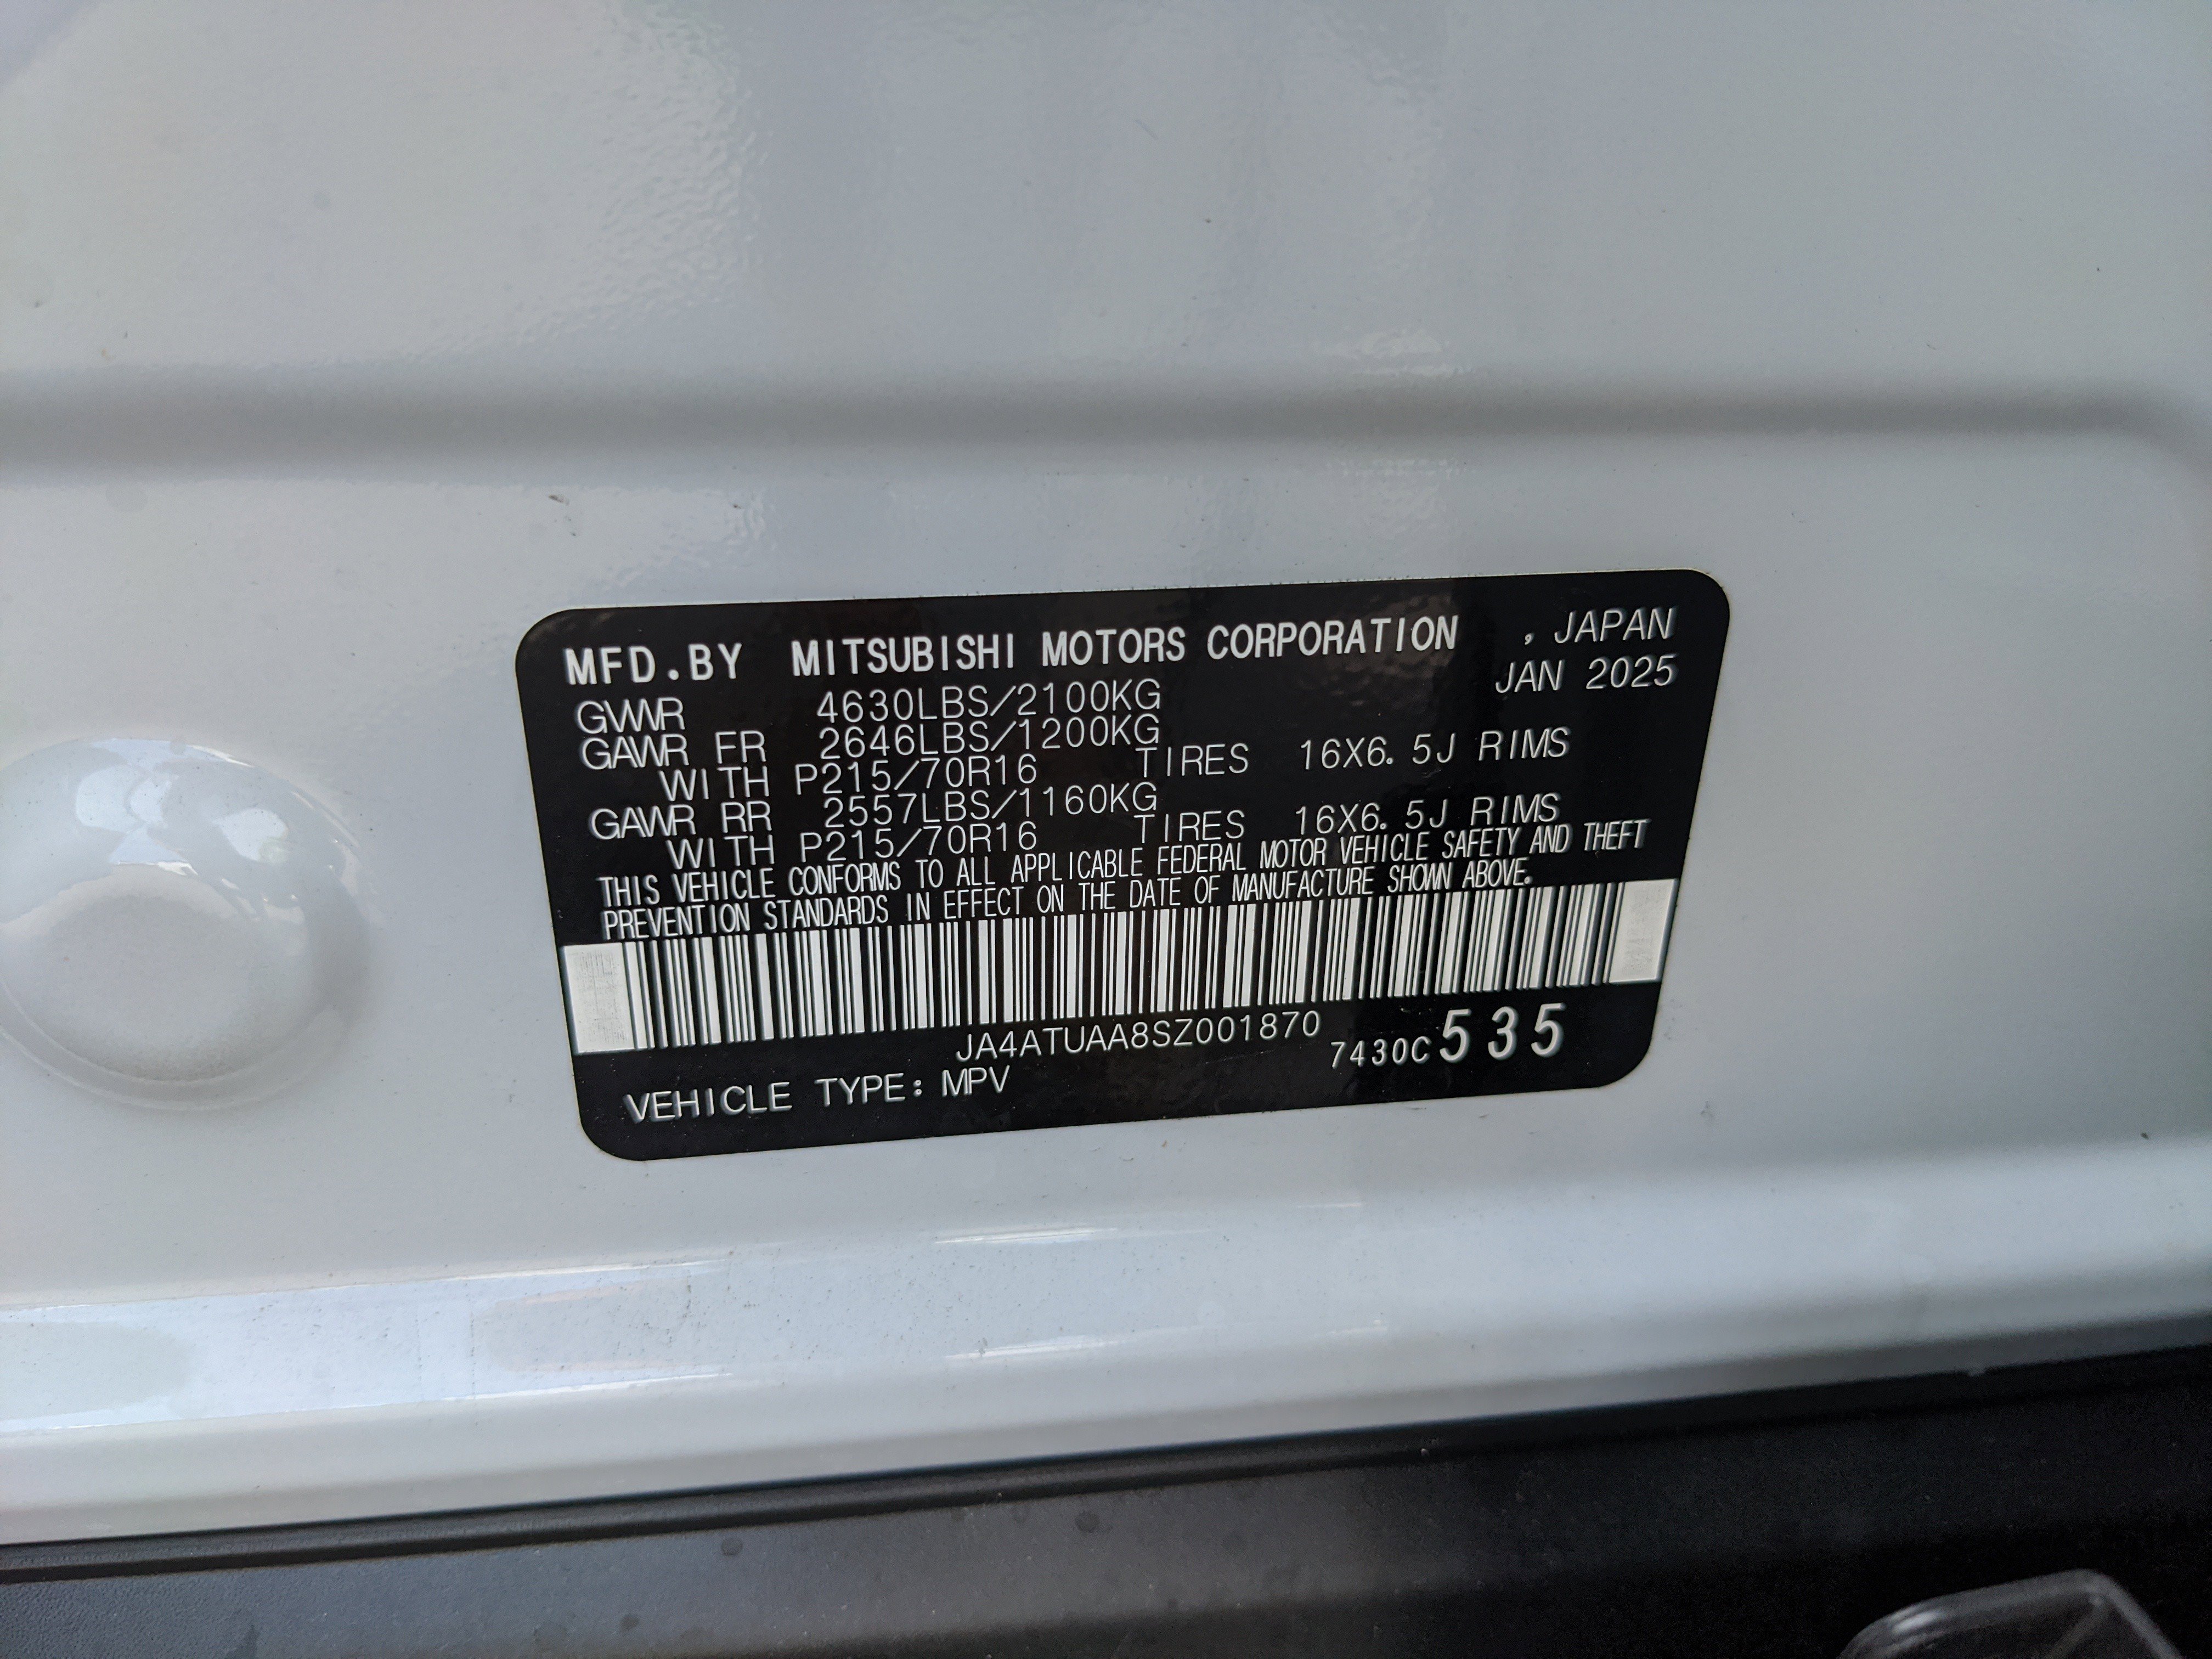 MFD.BY MITSUBISHI MOTORS CORPORATION , JAPAN
JAN 2025
GVWR 4630LBS/2100KG
GAWR FR 2646LBS/1200KG
WITH P215/70R16 TIRES 16X6.5J RIMS
GAWR RR 2557LBS/1160KG
WITH P215/70R16 TIRES 16X6.5J RIMS
THIS VEHICLE CONFORMS TO ALL APPLICABLE FEDERAL MOTOR VEHICLE SAFETY AND THEFT
PREVENTION STANDARDS IN EFFECT ON THE DATE OF MANUFACTURE SHOWN ABOVE.
JA4ATUAA8SZ001870 7430C535
VEHICLE TYPE: MPV